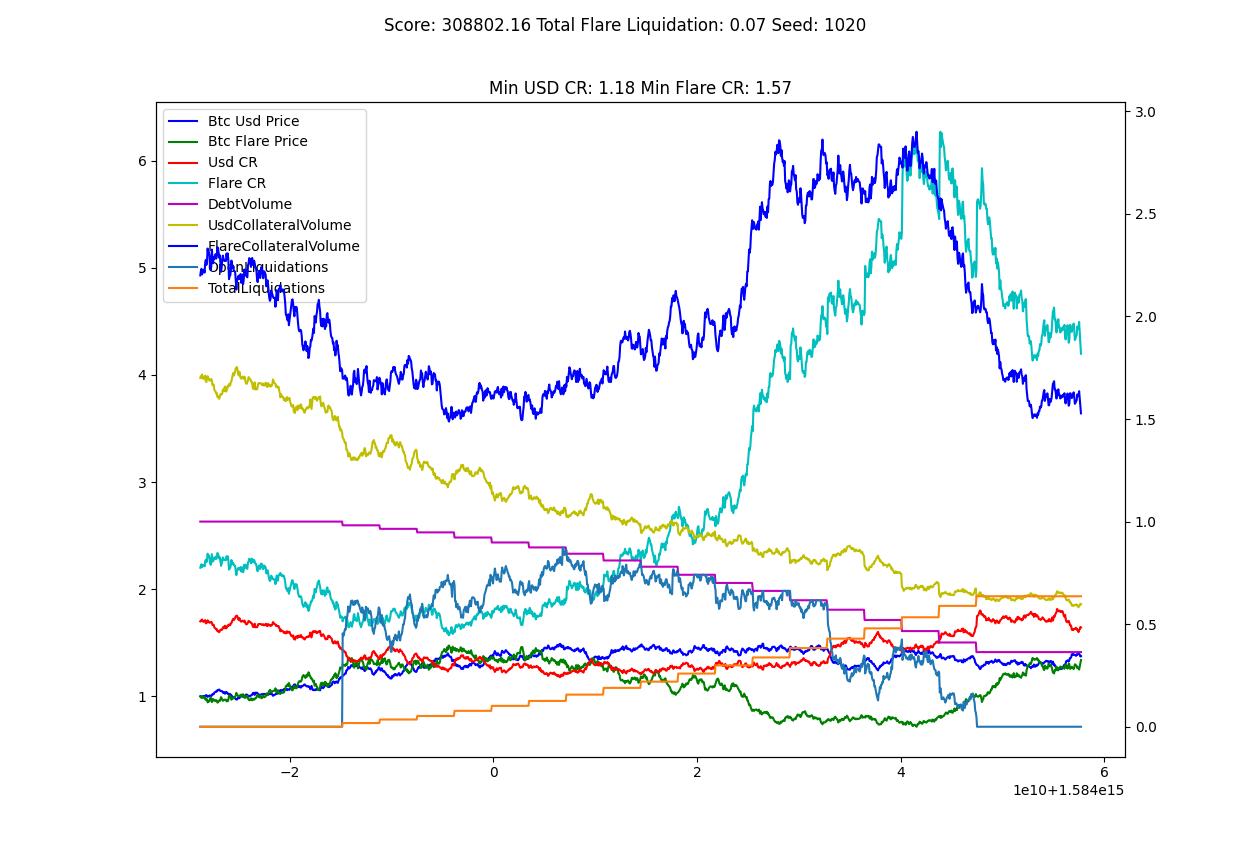 Score: 308802.16 Total Flare Liquidation: 0.07 Seed: 1020
Min USD CR: 1.18 Min Flare CR: 1.57
Btc Usd Price
Btc Flare Price
Usd CR
Flare CR
DebtVolume
UsdCollateralVolume
FlareCollateralVolume
OpenLiquidations
TotalLiquidations
6
5
4
3
2
1
3.0
2.5
2.0
1.5
1.0
0.5
0.0
−2
0
2
4
6
1e10+1.584e15